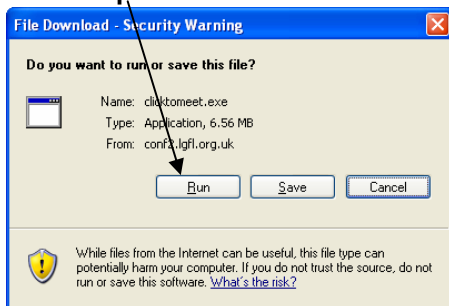 File Download - Security Warning
Do you want to run or save this file?
Name: clicktomeet.exe
Type: Application, 6.56 MB
From: conf2.lgfl.org.uk
Run Save Cancel
While files from the Internet can be useful, this file type can
potentially harm your computer. If you do not trust the source, do not
run or save this software. What's the risk?